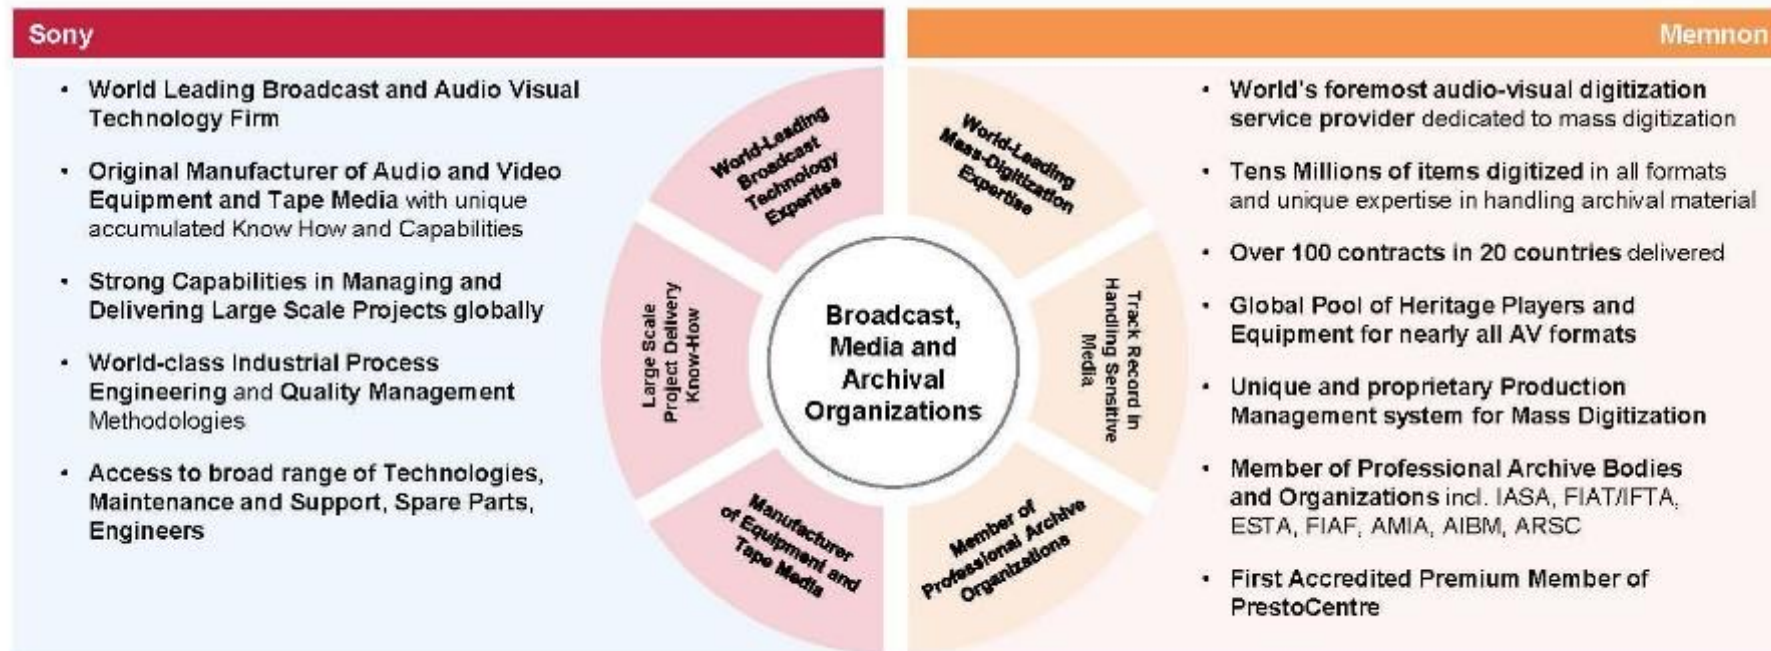 Sony
• World Leading Broadcast and Audio Visual
Technology Firm
• Original Manufacturer of Audio and Video
Equipment and Tape Media with unique
accumulated Know How and Capabilities
• Strong Capabilities in Managing and
Delivering Large Scale Projects globally
• World-class Industrial Process
Engineering and Quality Management
Methodologies
• Access to broad range of Technologies,
Maintenance and Support, Spare Parts,
Engineers
World-Leading
Broadcast
Technology
Expertise
Large Scale
Project Delivery
Know-How
Manufacturer
of Equipment and
Tape Media
Broadcast,
Media and
Archival
Organizations
World-Leading
Mass-Digitization
Expertise
Track Record in
Handling Sensitive
Media
Member of
Professional Archive
Organizations
Memnon
• World's foremost audio-visual digitization
service provider dedicated to mass digitization
• Tens Millions of items digitized in all formats
and unique expertise in handling archival material
• Over 100 contracts in 20 countries delivered
• Global Pool of Heritage Players and
Equipment for nearly all AV formats
• Unique and proprietary Production
Management system for Mass Digitization
• Member of Professional Archive Bodies
and Organizations incl. IASA, FIAT/IFTA,
ESTA, FIAF, AMIA, AIBM, ARSC
• First Accredited Premium Member of
PrestoCentre